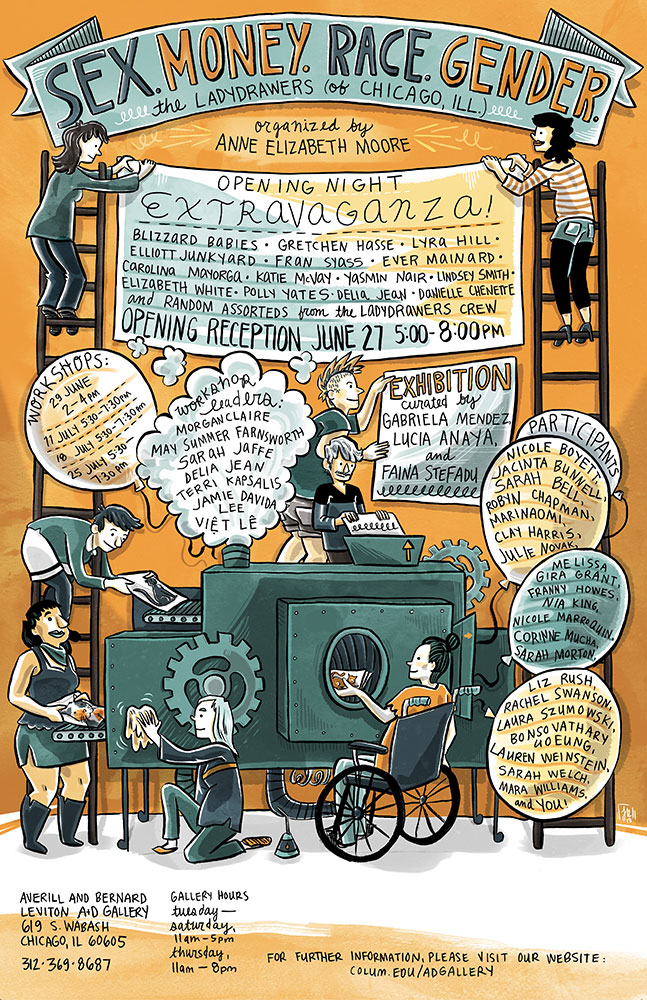 SEX. MONEY. RACE. GENDER.
the LADYDRAWERS (of CHICAGO, ILL.)
organized by
ANNE ELIZABETH MOORE
OPENING NIGHT
EXTRAVAGANZA!
BLIZZARD BABIES · GRETCHEN HASSE · LYRA HILL ·
ELLIOTT JUNKYARD · FRAN SYASS · EVER MAINARD ·
CAROLINA MAYORGA · KATIE McVAY · YASMIN NAIR · LINDSEY SMITH ·
ELIZABETH WHITE · POLLY YATES · DELIA JEAN · DANIELLE CHENETTE
and RANDOM ASSORTEDS from the LADYDRAWERS CREW
OPENING RECEPTION JUNE 27 5:00-8:00PM
WORKSHOPS:
29 JUNE
2-4pm
11 JULY 5:30-7:30pm
18 JULY 5:30-7:30pm
25 JULY 5:30-
7:30pm
workshop
leaders:
MORGAN CLAIRE
MAY SUMMER FARNSWORTH
SARAH JAFFE
DELIA JEAN
TERRI KAPSALIS
JAMIE DAVIDA
LEE
VIỆT LÊ
EXHIBITION
curated by
GABRIELA MENDEZ,
LUCIA ANAYA,
and
FAINA STEFADU
PARTICIPANTS
NICOLE BOYETT,
JACINTA BUNNELL,
SARAH BELL,
ROBYN CHAPMAN,
MARINAOMI,
CLAY HARRIS,
JULIE NOVAK,
MELISSA
GIRA GRANT,
FRANNY HOWES,
NIA KING,
NICOLE MARROQUIN,
CORINNE MUCHA,
SARAH MORTON,
LIZ RUSH,
RACHEL SWANSON,
LAURA SZUMOWSKI,
BONSOVATHARY
UOEUNG,
LAUREN WEINSTEIN,
SARAH WELCH,
MARA WILLIAMS,
and YOU!
AVERILL AND BERNARD
LEVITON A+D GALLERY
619 S. WABASH
CHICAGO, IL 60605
312·369·8687
GALLERY HOURS
tuesday—
saturday,
11am-5pm
thursday,
11am-8pm
FOR FURTHER INFORMATION, PLEASE VISIT OUR WEBSITE:
COLUM.EDU/ADGALLERY